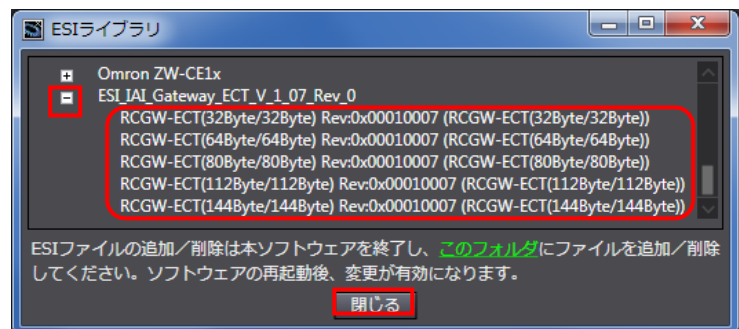 ESIライブラリ
Omron ZW-CE1x
ESI_IAI_Gateway_ECT_V_1_07_Rev_0
RCGW-ECT(32Byte/32Byte) Rev:0x00010007 (RCGW-ECT(32Byte/32Byte))
RCGW-ECT(64Byte/64Byte) Rev:0x00010007 (RCGW-ECT(64Byte/64Byte))
RCGW-ECT(80Byte/80Byte) Rev:0x00010007 (RCGW-ECT(80Byte/80Byte))
RCGW-ECT(112Byte/112Byte) Rev:0x00010007 (RCGW-ECT(112Byte/112Byte))
RCGW-ECT(144Byte/144Byte) Rev:0x00010007 (RCGW-ECT(144Byte/144Byte))
ESIファイルの追加／削除は本ソフトウェアを終了し、このフォルダにファイルを追加／削除
してください。ソフトウェアの再起動後、変更が有効になります。
閉じる